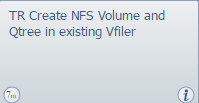 TR Create NFS Volume and
Qtree in existing Vfiler
7m
i